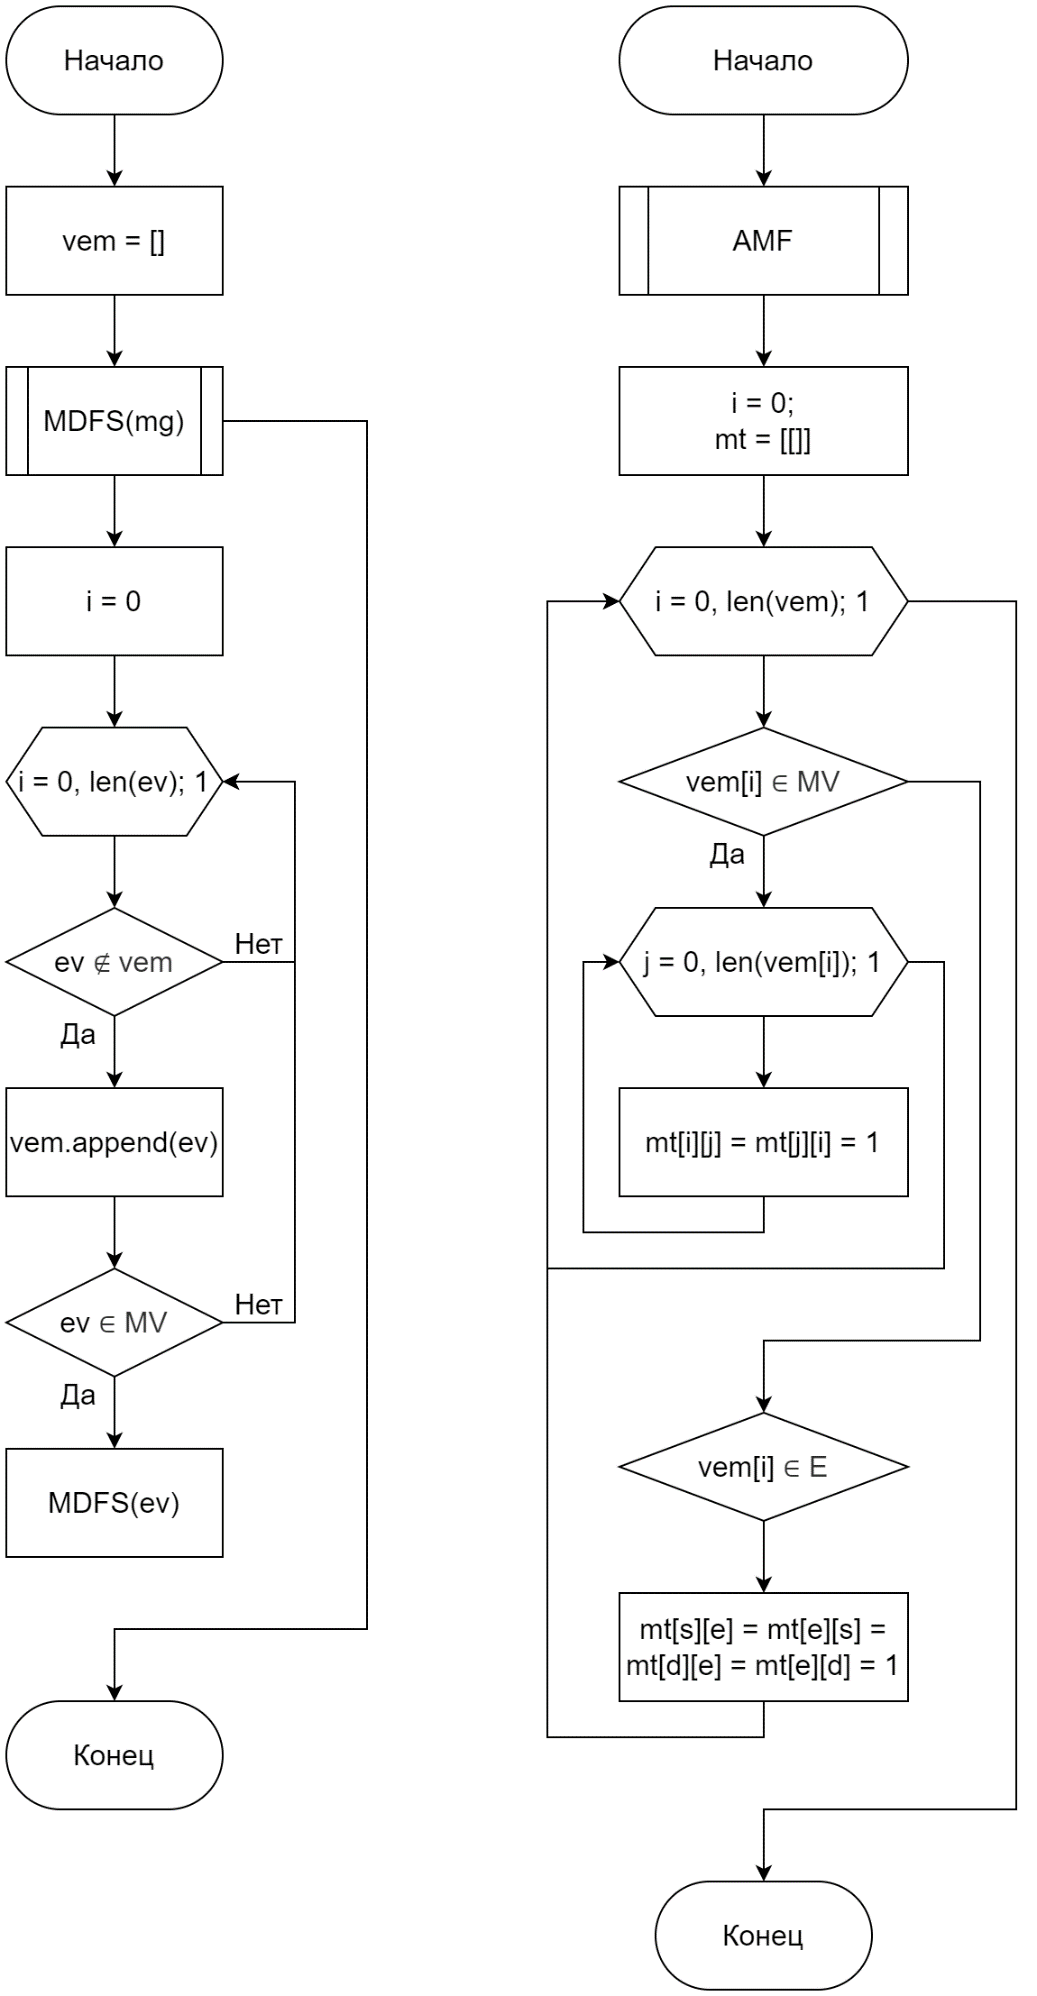 Начало
vem = []
MDFS(mg)
i = 0
i = 0, len(ev); 1
ev ∉ vem
Нет
Да
vem.append(ev)
ev ∈ MV
Нет
Да
MDFS(ev)
Конец
Начало
AMF
i = 0;
mt = [[]]
i = 0, len(vem); 1
vem[i] ∈ MV
Да
j = 0, len(vem[i]); 1
mt[i][j] = mt[j][i] = 1
vem[i] ∈ E
mt[s][e] = mt[e][s] =
mt[d][e] = mt[e][d] = 1
Конец